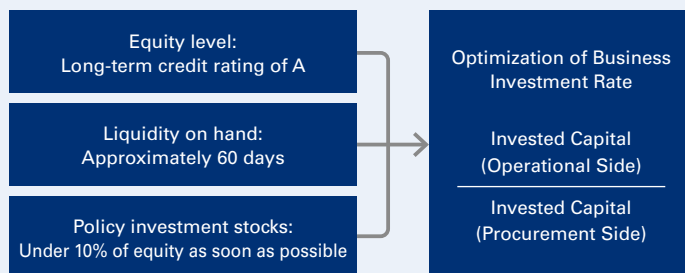 Equity level:
Long-term credit rating of A
Liquidity on hand:
Approximately 60 days
Policy investment stocks:
Under 10% of equity as soon as possible
Optimization of Business
Investment Rate
Invested Capital
(Operational Side)
Invested Capital
(Procurement Side)